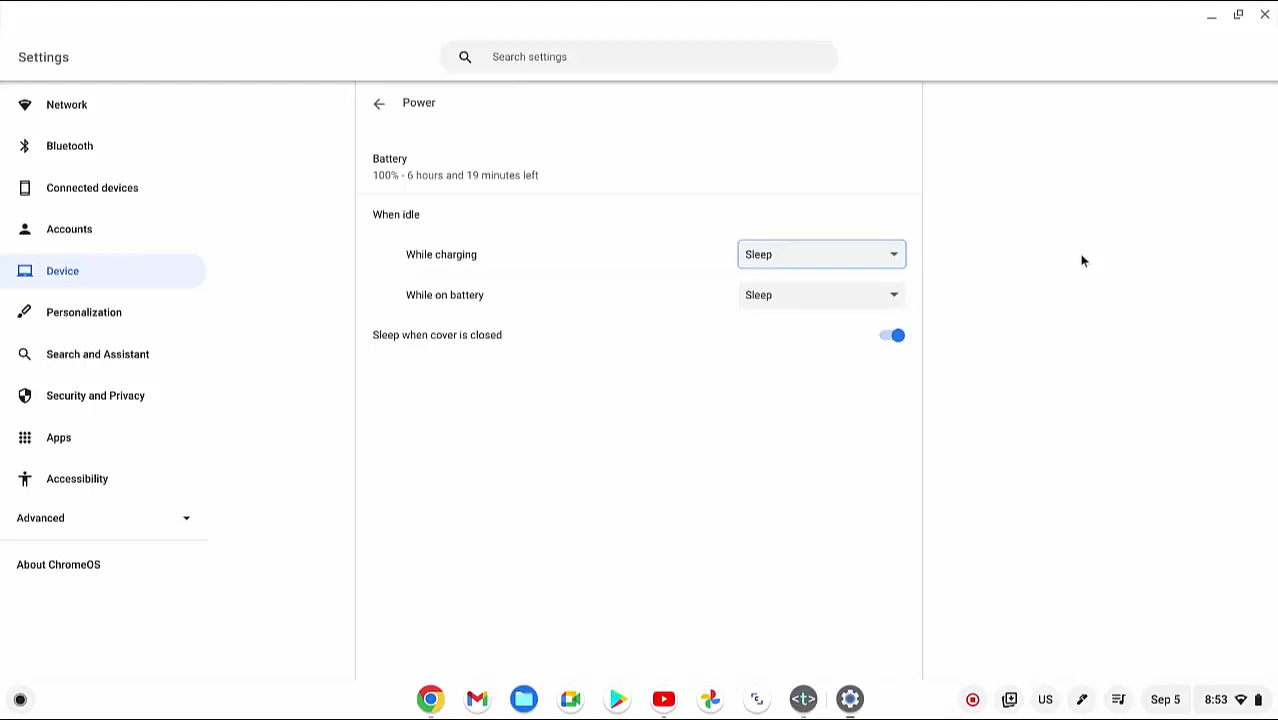 Settings
Search settings
Network
Bluetooth
Connected devices
Accounts
Device
Personalization
Search and Assistant
Security and Privacy
Apps
Accessibility
Advanced
About ChromeOS
Power
Battery
100% - 6 hours and 19 minutes left
When idle
While charging
Sleep
While on battery
Sleep
Sleep when cover is closed
<t>
US
Sep 5
8:53